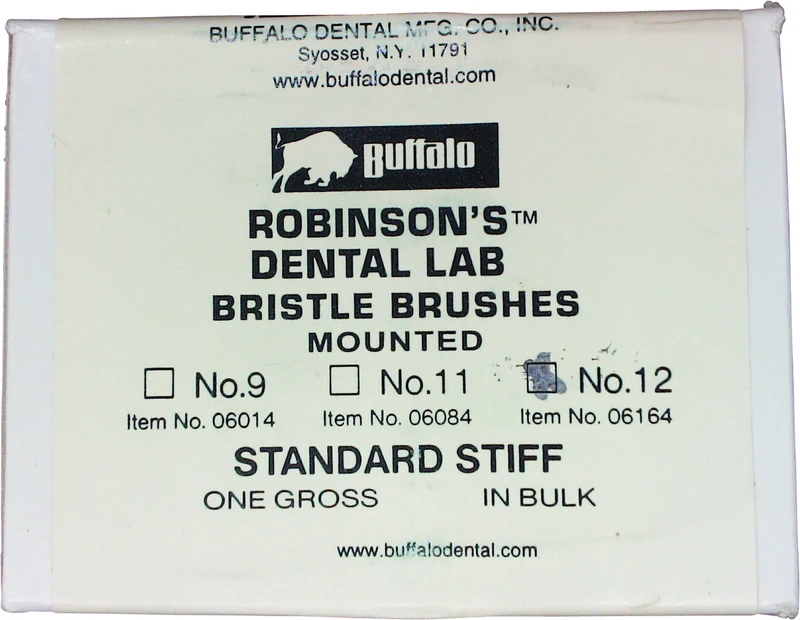 BUFFALO DENTAL MFG. CO., INC.
Syosset, N.Y. 11791
www.buffalodental.com
Buffalo
ROBINSON'S™
DENTAL LAB
BRISTLE BRUSHES
MOUNTED
No.9 No.11 No.12
Item No. 06014 Item No. 06084 Item No. 06164
STANDARD STIFF
ONE GROSS IN BULK
www.buffalodental.com